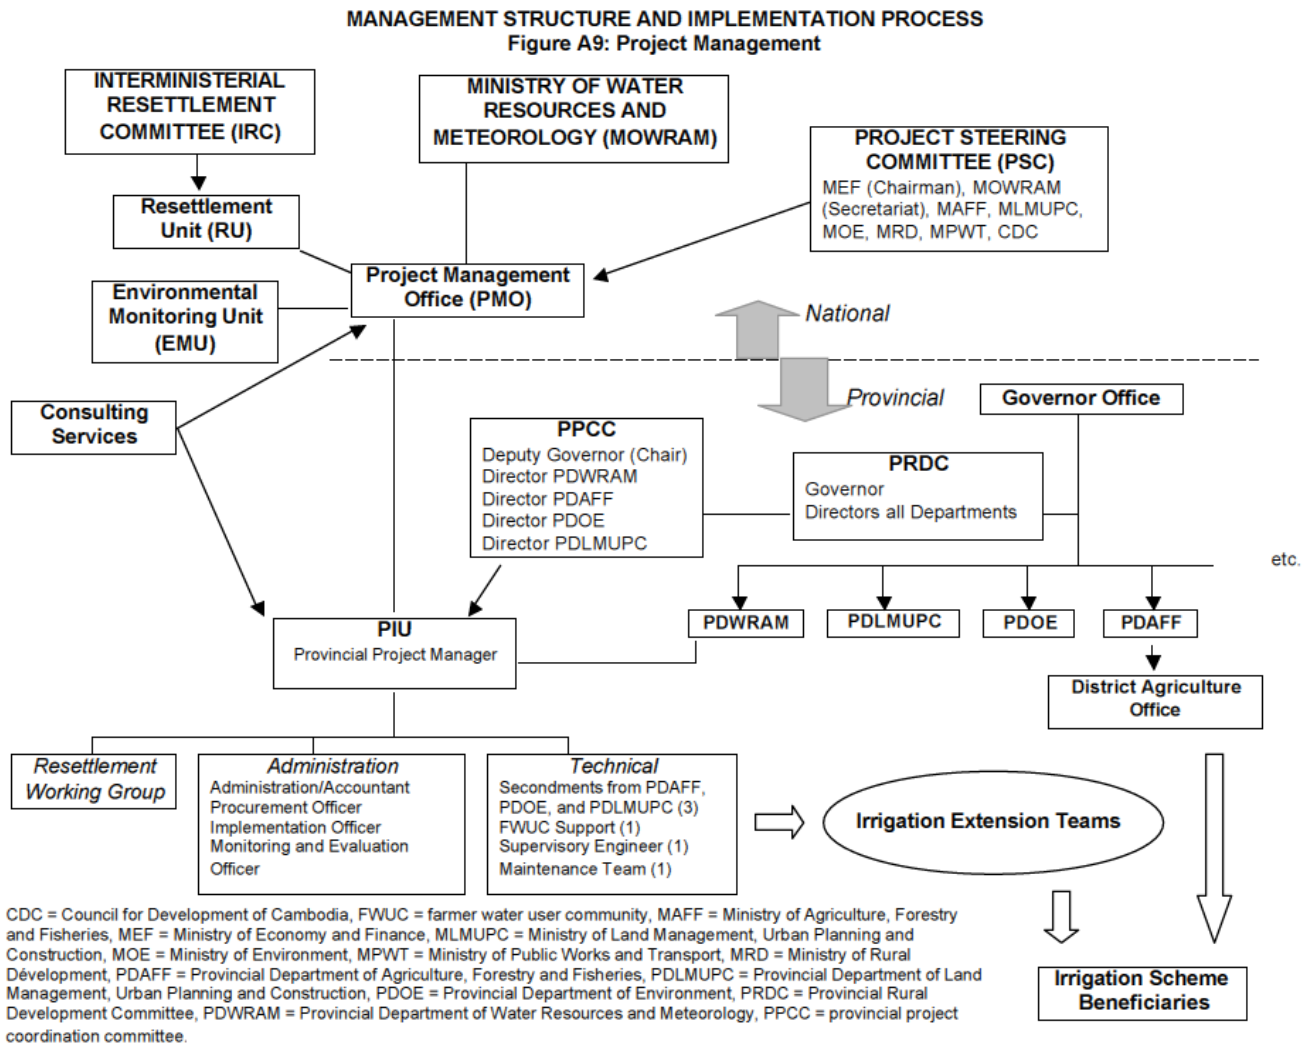 MANAGEMENT STRUCTURE AND IMPLEMENTATION PROCESS
Figure A9: Project Management
INTERMINISTERIAL
RESETTLEMENT
COMMITTEE (IRC)
MINISTRY OF WATER
RESOURCES AND
METEOROLOGY (MOWRAM)
PROJECT STEERING
COMMITTEE (PSC)
MEF (Chairman), MOWRAM
(Secretariat), MAFF, MLMUPC,
MOE, MRD, MPWT, CDC
Resettlement
Unit (RU)
Project Management
Office (PMO)
Environmental
Monitoring Unit
(EMU)
National
Provincial
Consulting
Services
Governor Office
PPCC
Deputy Governor (Chair)
Director PDWRAM
Director PDAFF
Director PDOE
Director PDLMUPC
PRDC
Governor
Directors all Departments
etc.
PIU
Provincial Project Manager
PDWRAM
PDLMUPC
PDOE
PDAFF
District Agriculture
Office
Resettlement
Working Group
Administration
Administration/Accountant
Procurement Officer
Implementation Officer
Monitoring and Evaluation
Officer
Technical
Secondments from PDAFF,
PDOE, and PDLMUPC (3)
FWUC Support (1)
Supervisory Engineer (1)
Maintenance Team (1)
Irrigation Extension Teams
Irrigation Scheme
Beneficiaries
CDC = Council for Development of Cambodia, FWUC = farmer water user community, MAFF = Ministry of Agriculture, Forestry
and Fisheries, MEF = Ministry of Economy and Finance, MLMUPC = Ministry of Land Management, Urban Planning and
Construction, MOE = Ministry of Environment, MPWT = Ministry of Public Works and Transport, MRD = Ministry of Rural
Dévelopment, PDAFF = Provincial Department of Agriculture, Forestry and Fisheries, PDLMUPC = Provincial Department of Land
Management, Urban Planning and Construction, PDOE = Provincial Department of Environment, PRDC = Provincial Rural
Development Committee, PDWRAM = Provincial Department of Water Resources and Meteorology, PPCC = provincial project
coordination committee.